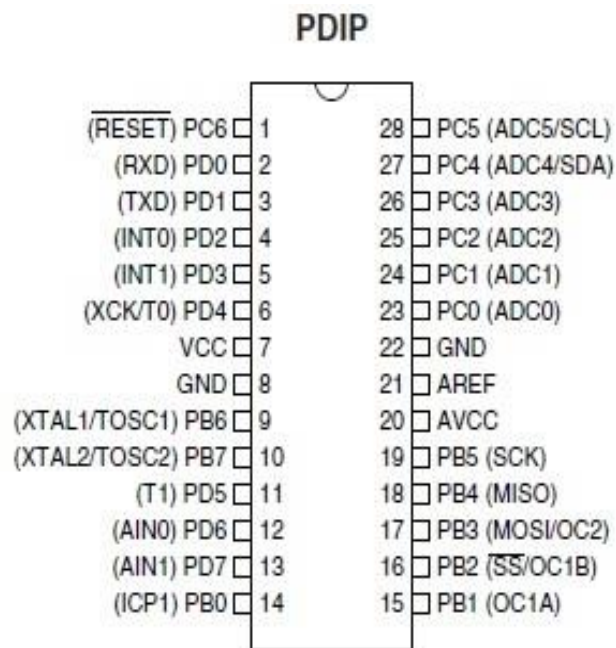 PDIP
(RESET) PC6 1 28 PC5 (ADC5/SCL)
(RXD) PD0 2 27 PC4 (ADC4/SDA)
(TXD) PD1 3 26 PC3 (ADC3)
(INT0) PD2 4 25 PC2 (ADC2)
(INT1) PD3 5 24 PC1 (ADC1)
(XCK/T0) PD4 6 23 PC0 (ADC0)
VCC 7 22 GND
GND 8 21 AREF
(XTAL1/TOSC1) PB6 9 20 AVCC
(XTAL2/TOSC2) PB7 10 19 PB5 (SCK)
(T1) PD5 11 18 PB4 (MISO)
(AIN0) PD6 12 17 PB3 (MOSI/OC2)
(AIN1) PD7 13 16 PB2 (SS/OC1B)
(ICP1) PB0 14 15 PB1 (OC1A)